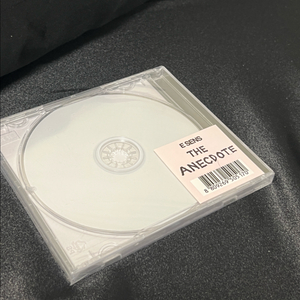 E SENS
THE
ANECDOTE